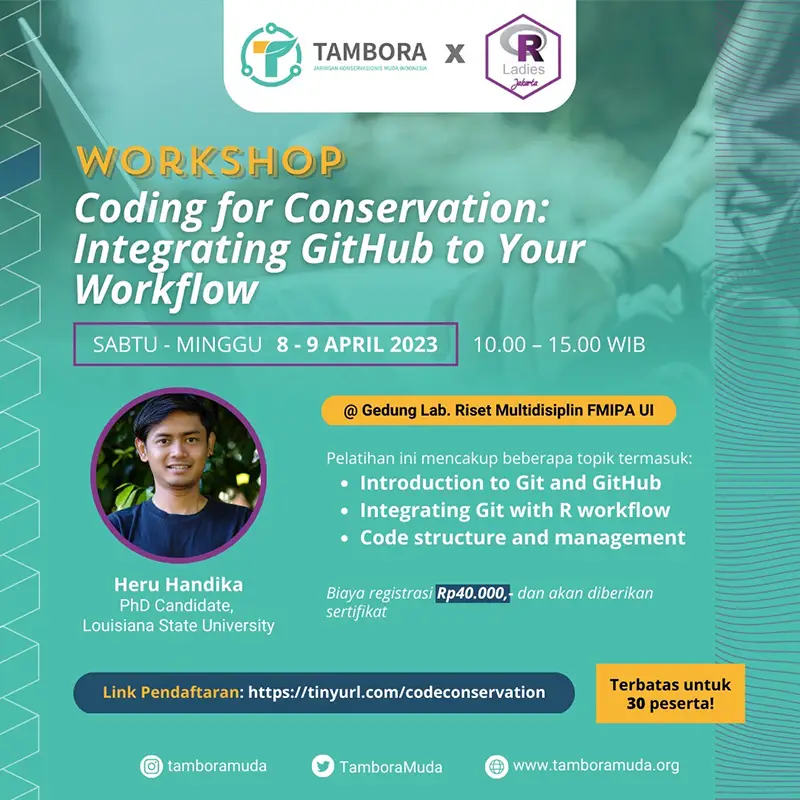 TAMBORA
JARINGAN KONSERVASIONIS MUDA INDONESIA
X
R
Ladies
Jakarta
WORKSHOP
Coding for Conservation:
Integrating GitHub to Your
Workflow
SABTU - MINGGU 8 - 9 APRIL 2023
10.00 – 15.00 WIB
@ Gedung Lab. Riset Multidisiplin FMIPA UI
Pelatihan ini mencakup beberapa topik termasuk:
• Introduction to Git and GitHub
• Integrating Git with R workflow
• Code structure and management
Heru Handika
PhD Candidate,
Louisiana State University
Biaya registrasi Rp40.000,- dan akan diberikan
sertifikat
Link Pendaftaran: https://tinyurl.com/codeconservation
Terbatas untuk
30 peserta!
tamboramuda
TamboraMuda
www.tamboramuda.org